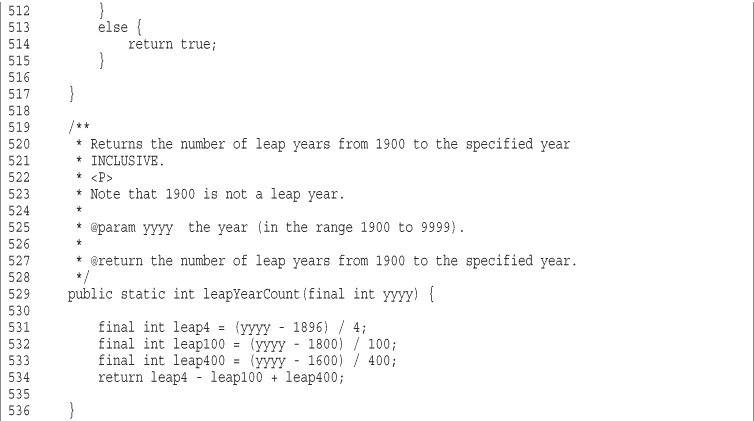 512         }
513         else {
514             return true;
515         }
516
517     }
518
519     /**
520      * Returns the number of leap years from 1900 to the specified year
521      * INCLUSIVE.
522      * <P>
523      * Note that 1900 is not a leap year.
524      *
525      * @param yyyy  the year (in the range 1900 to 9999).
526      *
527      * @return the number of leap years from 1900 to the specified year.
528      */
529     public static int leapYearCount(final int yyyy) {
530
531         final int leap4 = (yyyy - 1896) / 4;
532         final int leap100 = (yyyy - 1800) / 100;
533         final int leap400 = (yyyy - 1600) / 400;
534         return leap4 - leap100 + leap400;
535
536     }